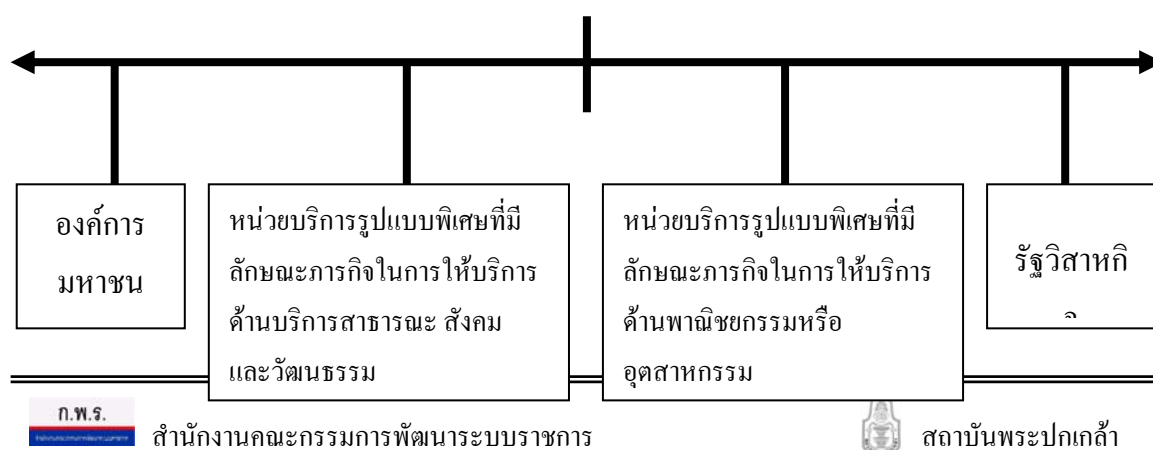 องค์การ
มหาชน
หน่วยบริการรูปแบบพิเศษที่มี
ลักษณะภารกิจในการให้บริการ
ด้านบริการสาธารณะ สังคม
และวัฒนธรรม
หน่วยบริการรูปแบบพิเศษที่มี
ลักษณะภารกิจในการให้บริการ
ด้านพาณิชยกรรมหรือ
อุตสาหกรรม
รัฐวิสาหกิ
ก.พ.ร.
สำนักงานคณะกรรมการพัฒนาระบบราชการ
สถาบันพระปกเกล้า